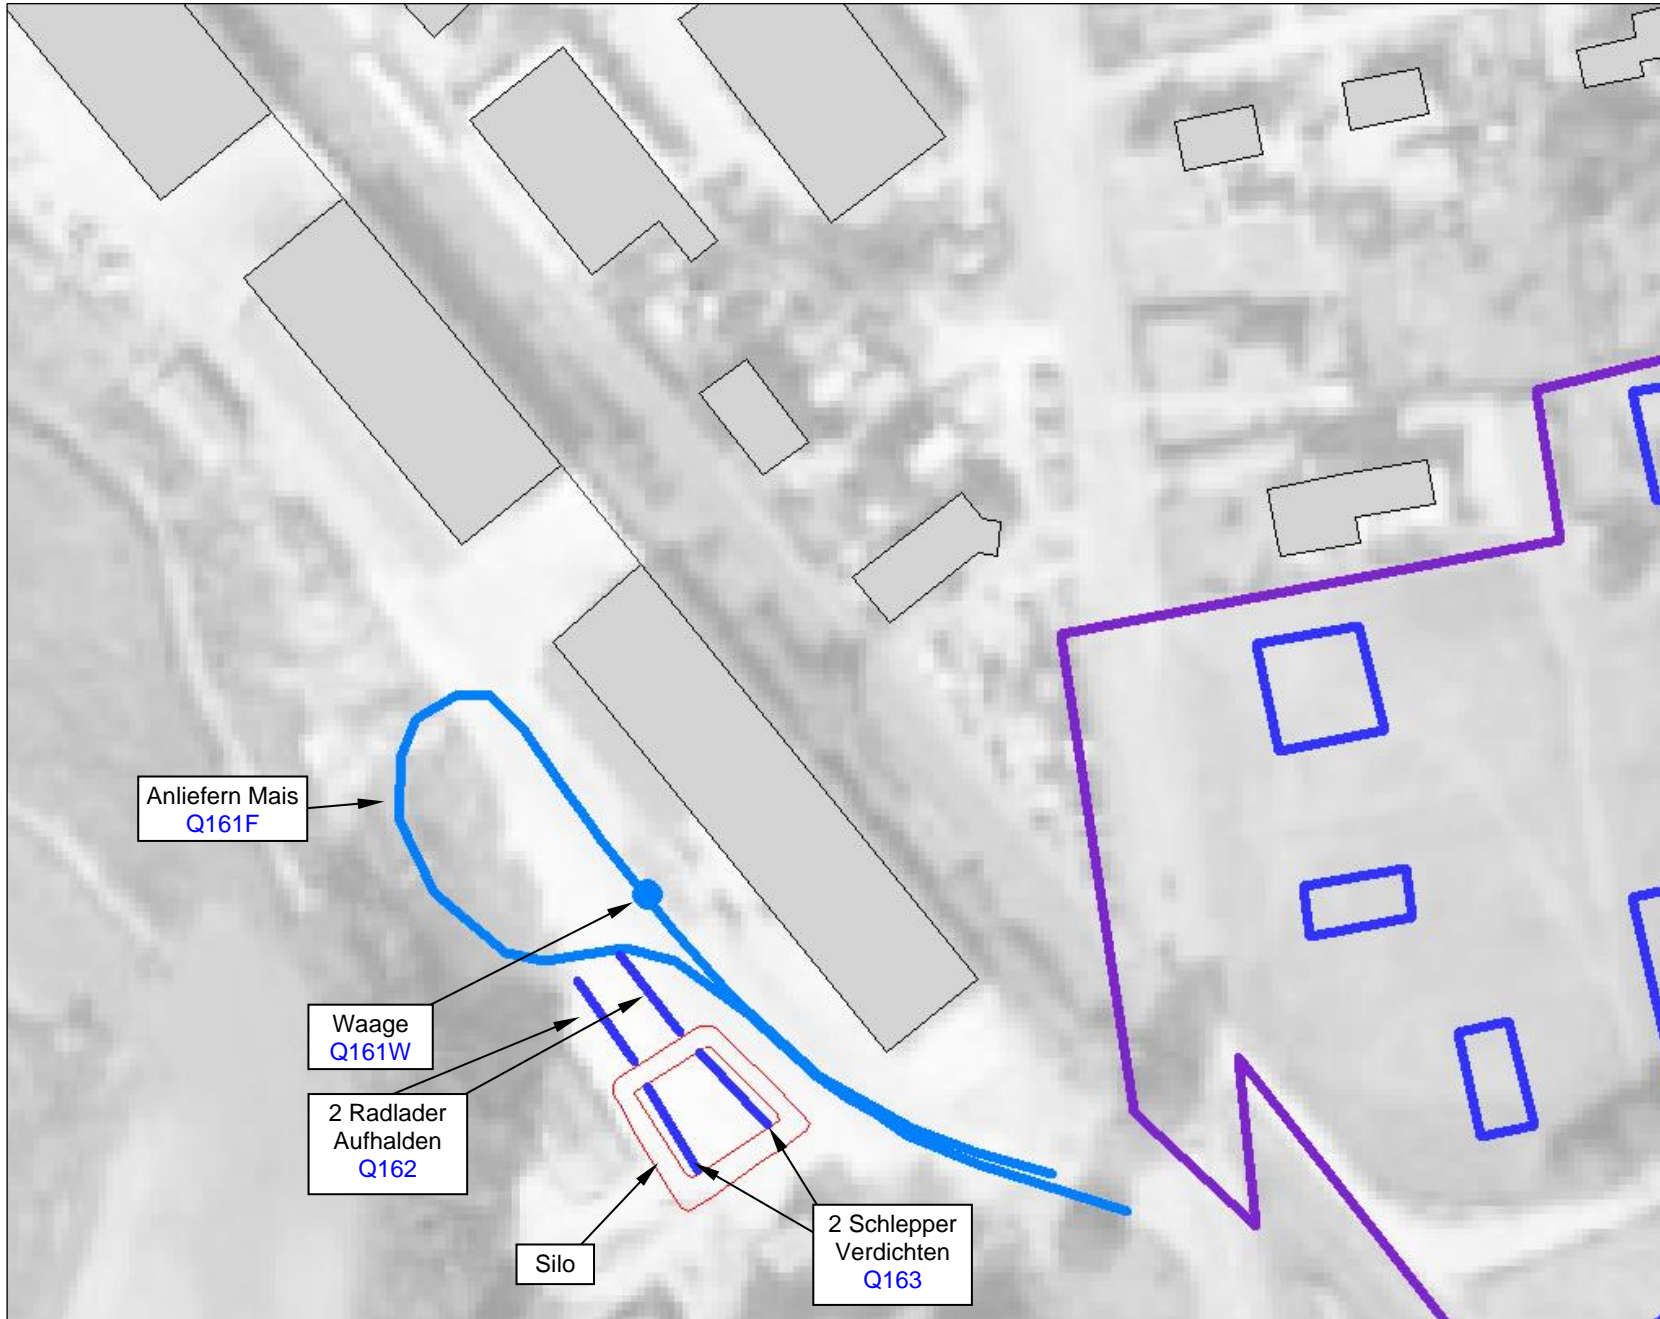 Anliefern Mais
Q161F
Waage
Q161W
2 Radlader
Aufhalden
Q162
Silo
2 Schlepper
Verdichten
Q163